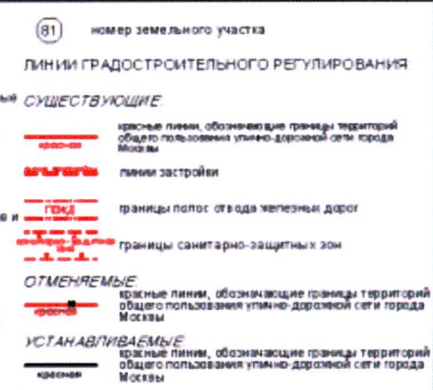 81 номер земельного участка
ЛИНИИ ГРАДОСТРОИТЕЛЬНОГО РЕГУЛИРОВАНИЯ
ые СУЩЕСТВУЮЩИЕ:
красные линии, обозначающие границы территорий
общего пользования улично-дорожной сети города
Москвы
красная
линии застройки
в и ПОЖД границы полос отвода железных дорог
границы санитарно-защитных зон
ОТМЕНЯЕМЫЕ:
красные линии, обозначающие границы территорий
общего пользования улично-дорожной сети города
Москвы
красная
УСТАНАВЛИВАЕМЫЕ:
красные линии, обозначающие границы территорий
общего пользования улично-дорожной сети города
Москвы
красная